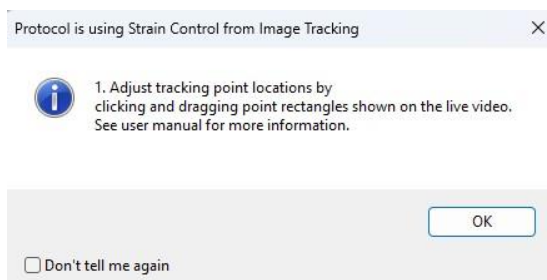 Protocol is using Strain Control from Image Tracking
1. Adjust tracking point locations by
clicking and dragging point rectangles shown on the live video.
See user manual for more information.
OK
Don't tell me again